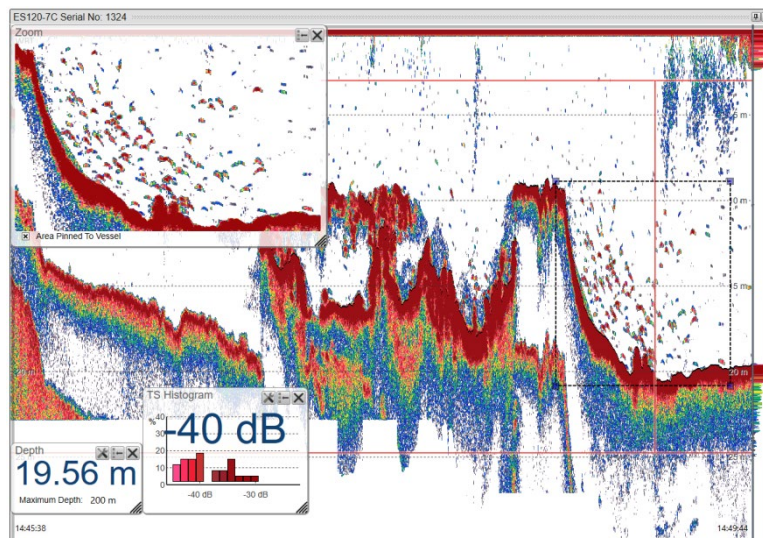 ES120-7C Serial No: 1324
Zoom
Area Pinned To Vessel
5 m
10 m
15 m
20 m
25 m
TS Histogram
-40 dB
%
40
30
20
10
0
-40 dB
-30 dB
Depth
19.56 m
Maximum Depth: 200 m
14:45:38
14:49:44